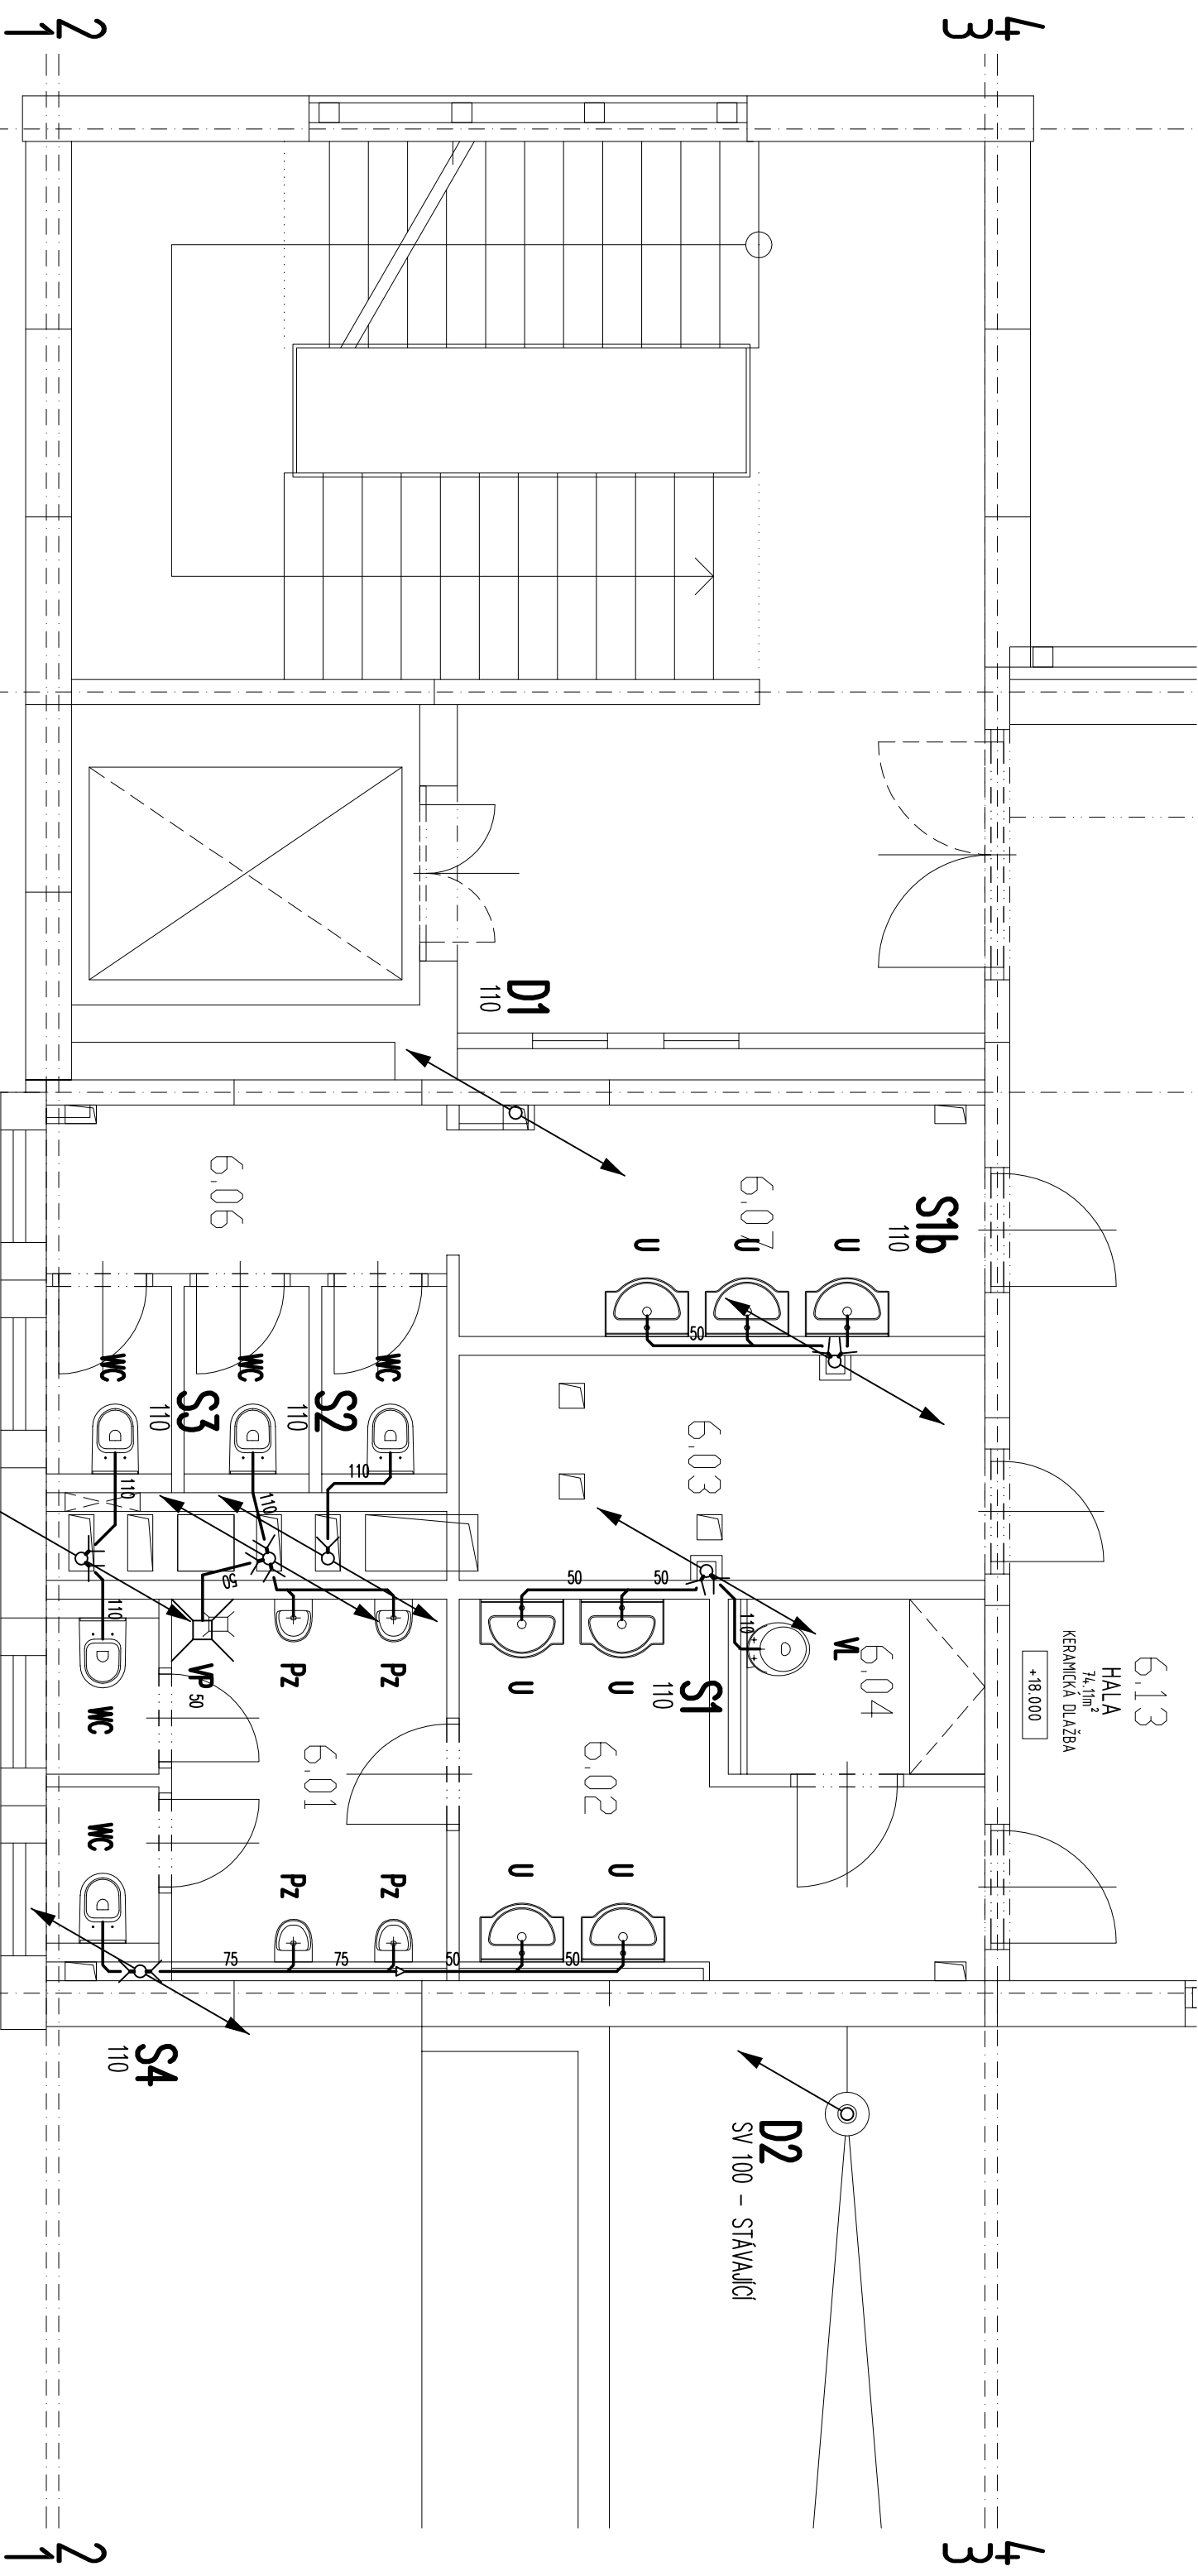 2
1
4
3
D1
110
6.06
6.07
S1b
110
U
U
U
50
WC
WC
WC
S3
110
S2
110
110
110
110
6.03
50
50
110
50
110
VL
6.04
6.13
HALA
74.11m²
KERAMICKÁ DLAŽBA
+18.000
WC
VP
50
Pz
Pz
U
U
S1
110
6.01
6.02
WC
Pz
Pz
U
U
75
75
50
50
S4
110
D2
SV 100 - STÁVAJÍCÍ
2
1
4
3